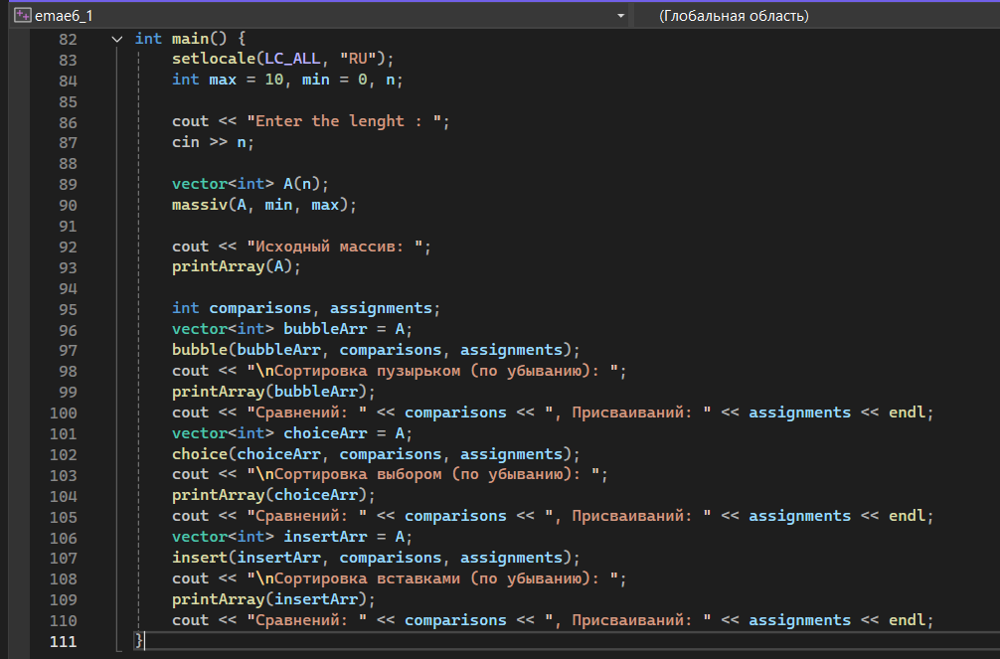 emae6_1 (Глобальная область)
82 int main() {
83 setlocale(LC_ALL, "RU");
84 int max = 10, min = 0, n;
85
86 cout << "Enter the lenght : ";
87 cin >> n;
88
89 vector<int> A(n);
90 massiv(A, min, max);
91
92 cout << "Исходный массив: ";
93 printArray(A);
94
95 int comparisons, assignments;
96 vector<int> bubbleArr = A;
97 bubble(bubbleArr, comparisons, assignments);
98 cout << "\nСортировка пузырьком (по убыванию): ";
99 printArray(bubbleArr);
100 cout << "Сравнений: " << comparisons << ", Присваиваний: " << assignments << endl;
101 vector<int> choiceArr = A;
102 choice(choiceArr, comparisons, assignments);
103 cout << "\nСортировка выбором (по убыванию): ";
104 printArray(choiceArr);
105 cout << "Сравнений: " << comparisons << ", Присваиваний: " << assignments << endl;
106 vector<int> insertArr = A;
107 insert(insertArr, comparisons, assignments);
108 cout << "\nСортировка вставками (по убыванию): ";
109 printArray(insertArr);
110 cout << "Сравнений: " << comparisons << ", Присваиваний: " << assignments << endl;
111 }